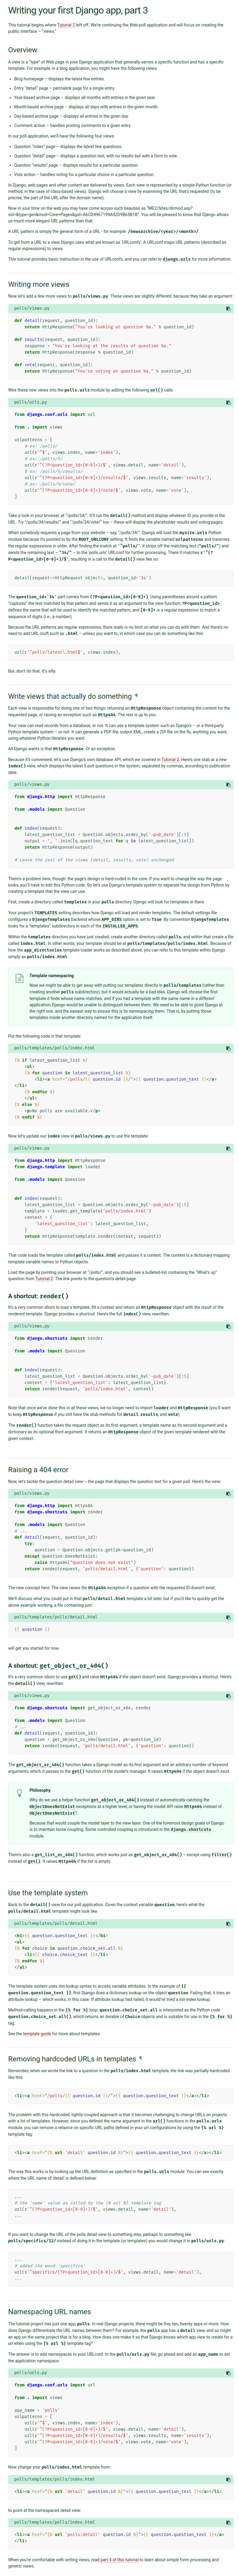 Writing your first Django app, part 3
This tutorial begins where Tutorial 2 left off. We're continuing the Web-poll application and will focus on creating the
public interface – "views."
Overview
A view is a "type" of Web page in your Django application that generally serves a specific function and has a specific
template. For example, in a blog application, you might have the following views:
• Blog homepage – displays the latest few entries.
• Entry "detail" page – permalink page for a single entry.
• Year-based archive page – displays all months with entries in the given year.
• Month-based archive page – displays all days with entries in the given month.
• Day-based archive page – displays all entries in the given day.
• Comment action – handles posting comments to a given entry.
In our poll application, we'll have the following four views:
• Question "index" page – displays the latest few questions.
• Question "detail" page – displays a question text, with no results but with a form to vote.
• Question "results" page – displays results for a particular question.
• Vote action – handles voting for a particular choice in a particular question.
In Django, web pages and other content are delivered by views. Each view is represented by a simple Python function (or
method, in the case of class-based views). Django will choose a view by examining the URL that's requested (to be
precise, the part of the URL after the domain name).
Now in your time on the web you may have come across such beauties as
You will be pleased to know that Django allows
us much more elegant URL patterns than that.
A URL pattern is simply the general form of a URL - for example: /newsarchive/<year>/<month>/.
To get from a URL to a view, Django uses what are known as 'URLconfs'. A URLconf maps URL patterns (described as
regular expressions) to views.
This tutorial provides basic instruction in the use of URLconfs, and you can refer to django.urls for more information.
Writing more views
Now let's add a few more views to polls/views.py. These views are slightly different, because they take an argument:
polls/views.py
def detail(request, question_id):
    return HttpResponse("You're looking at question %s." % question_id)
def results(request, question_id):
    response = "You're looking at the results of question %s."
    return HttpResponse(response % question_id)
def vote(request, question_id):
    return HttpResponse("You're voting on question %s." % question_id)
Wire these new views into the polls.urls module by adding the following url() calls:
polls/urls.py
from django.conf.urls import url
from . import views
urlpatterns = [
    # ex: /polls/
    url(r'^$', views.index, name='index'),
    # ex: /polls/5/
    url(r'^(?P<question_id>[0-9]+)/$', views.detail, name='detail'),
    # ex: /polls/5/results/
    url(r'^(?P<question_id>[0-9]+)/results/$', views.results, name='results'),
    # ex: /polls/5/vote/
    url(r'^(?P<question_id>[0-9]+)/vote/$', views.vote, name='vote'),
]
Take a look in your browser, at "/polls/34/". It'll run the detail() method and display whatever ID you provide in the
URL. Try "/polls/34/results/" and "/polls/34/vote/" too – these will display the placeholder results and voting pages.
When somebody requests a page from your website – say, "/polls/34/", Django will load the mysite.urls Python
text and sends the remaining text – "34/" –
detail(request=<HttpRequest object>, question_id='34')
The question_id='34' part comes from (?P<question_id>[0-9]+). Using parentheses around a pattern
"captures" the text matched by that pattern and sends it as an argument to the view function; ?P<question_id>
defines the name that will be used to identify the matched pattern; and [0-9]+ is a regular expression to match a
sequence of digits (i.e., a number).
Because the URL patterns are regular expressions, there really is no limit on what you can do with them. And there's no
need to add URL cruft such as .html – unless you want to, in which case you can do something like this:
url(r'^polls/latest\.html$', views.index),
But, don't do that. It's silly.
Write views that actually do something ¶
Each view is responsible for doing one of two things: returning an HttpResponse object containing the content for the
requested page, or raising an exception such as Http404. The rest is up to you.
Your view can read records from a database, or not. It can use a template system such as Django's – or a third-party
Python template system – or not. It can generate a PDF file, output XML, create a ZIP file on the fly, anything you want,
using whatever Python libraries you want.
All Django wants is that HttpResponse. Or an exception.
Because it's convenient, let's use Django's own database API, which we covered in Tutorial 2. Here's one stab at a new
index() view, which displays the latest 5 poll questions in the system, separated by commas, according to publication
date:
polls/views.py
from django.http import HttpResponse
from .models import Question
def index(request):
    latest_question_list = Question.objects.order_by('-pub_date')[:5]
    output = ', '.join([q.question_text for q in latest_question_list])
    return HttpResponse(output)
# Leave the rest of the views (detail, results, vote) unchanged
There's a problem here, though: the page's design is hard-coded in the view. If you want to change the way the page
looks, you'll have to edit this Python code. So let's use Django's template system to separate the design from Python by
creating a template that the view can use.
First, create a directory called templates in your polls directory. Django will look for templates in there.
Your project's TEMPLATES setting describes how Django will load and render templates. The default settings file
configures a DjangoTemplates backend whose APP_DIRS option is set to True. By convention DjangoTemplates
looks for a "templates" subdirectory in each of the INSTALLED_APPS.
Within the templates directory you have just created, create another directory called polls, and within that create a file
called index.html. In other words, your template should be at polls/templates/polls/index.html. Because of
how the app_directories template loader works as described above, you can refer to this template within Django
simply as polls/index.html.
Template namespacing
Now we might be able to get away with putting our templates directly in polls/templates (rather than
creating another polls subdirectory), but it would actually be a bad idea. Django will choose the first
template it finds whose name matches, and if you had a template with the same name in a different
application, Django would be unable to distinguish between them. We need to be able to point Django at
the right one, and the easiest way to ensure this is by namespacing them. That is, by putting those
templates inside another directory named for the application itself.
Put the following code in that template:
polls/templates/polls/index.html
{% if latest_question_list %}
    <ul>
    {% for question in latest_question_list %}
        <li><a href="/polls/{{ question.id }}/">{{ question.question_text }}</a></li>
    {% endfor %}
    </ul>
{% else %}
    <p>No polls are available.</p>
{% endif %}
Now let's update our index view in polls/views.py to use the template:
polls/views.py
from django.http import HttpResponse
from django.template import loader
from .models import Question
def index(request):
    latest_question_list = Question.objects.order_by('-pub_date')[:5]
    template = loader.get_template('polls/index.html')
    context = {
        'latest_question_list': latest_question_list,
    }
    return HttpResponse(template.render(context, request))
That code loads the template called polls/index.html and passes it a context. The context is a dictionary mapping
template variable names to Python objects.
Load the page by pointing your browser at "/polls/", and you should see a bulleted-list containing the "What's up"
question from Tutorial 2. The link points to the question's detail page.
A shortcut: render()
It's a very common idiom to load a template, fill a context and return an HttpResponse object with the result of the
rendered template. Django provides a shortcut. Here's the full index() view, rewritten:
polls/views.py
from django.shortcuts import render
from .models import Question
def index(request):
    latest_question_list = Question.objects.order_by('-pub_date')[:5]
    context = {'latest_question_list': latest_question_list}
    return render(request, 'polls/index.html', context)
Note that once we've done this in all these views, we no longer need to import loader and HttpResponse (you'll want
to keep HttpResponse if you still have the stub methods for detail, results, and vote).
The render() function takes the request object as its first argument, a template name as its second argument and a
dictionary as its optional third argument. It returns an HttpResponse object of the given template rendered with the
given context.
Raising a 404 error
Now, let's tackle the question detail view – the page that displays the question text for a given poll. Here's the view:
polls/views.py
from django.http import Http404
from django.shortcuts import render
from .models import Question
# ...
def detail(request, question_id):
    try:
        question = Question.objects.get(pk=question_id)
    except Question.DoesNotExist:
        raise Http404("Question does not exist")
    return render(request, 'polls/detail.html', {'question': question})
The new concept here: The view raises the Http404 exception if a question with the requested ID doesn't exist.
We'll discuss what you could put in that polls/detail.html template a bit later, but if you'd like to quickly get the
above example working, a file containing just:
polls/templates/polls/detail.html
{{ question }}
will get you started for now.
A shortcut: get_object_or_404()
It's a very common idiom to use get() and raise Http404 if the object doesn't exist. Django provides a shortcut. Here's
the detail() view, rewritten:
polls/views.py
from django.shortcuts import get_object_or_404, render
from .models import Question
# ...
def detail(request, question_id):
    question = get_object_or_404(Question, pk=question_id)
    return render(request, 'polls/detail.html', {'question': question})
The get_object_or_404() function takes a Django model as its first argument and an arbitrary number of keyword
arguments, which it passes to the get() function of the model's manager. It raises Http404 if the object doesn't exist.
Philosophy
Why do we use a helper function get_object_or_404() instead of automatically catching the
ObjectDoesNotExist exceptions at a higher level, or having the model API raise Http404 instead of
ObjectDoesNotExist?
Because that would couple the model layer to the view layer. One of the foremost design goals of Django
is to maintain loose coupling. Some controlled coupling is introduced in the django.shortcuts
module.
There's also a get_list_or_404() function, which works just as get_object_or_404() – except using filter()
instead of get(). It raises Http404 if the list is empty.
Use the template system
Back to the detail() view for our poll application. Given the context variable question, here's what the
polls/detail.html template might look like:
polls/templates/polls/detail.html
<h1>{{ question.question_text }}</h1>
<ul>
{% for choice in question.choice_set.all %}
    <li>{{ choice.choice_text }}</li>
{% endfor %}
</ul>
The template system uses dot-lookup syntax to access variable attributes. In the example of {{
question.question_text }}, first Django does a dictionary lookup on the object question. Failing that, it tries an
attribute lookup – which works, in this case. If attribute lookup had failed, it would've tried a list-index lookup.
Method-calling happens in the {% for %} loop: question.choice_set.all is interpreted as the Python code
question.choice_set.all(), which returns an iterable of Choice objects and is suitable for use in the {% for %}
tag.
See the template guide for more about templates.
Removing hardcoded URLs in templates ¶
Remember, when we wrote the link to a question in the polls/index.html template, the link was partially hardcoded
like this:
<li><a href="/polls/{{ question.id }}/">{{ question.question_text }}</a></li>
The problem with this hardcoded, tightly-coupled approach is that it becomes challenging to change URLs on projects
with a lot of templates. However, since you defined the name argument in the url() functions in the polls.urls
module, you can remove a reliance on specific URL paths defined in your url configurations by using the {% url %}
template tag:
<li><a href="{% url 'detail' question.id %}">{{ question.question_text }}</a></li>
The way this works is by looking up the URL definition as specified in the polls.urls module. You can see exactly
where the URL name of 'detail' is defined below:
...
# the 'name' value as called by the {% url %} template tag
url(r'^(?P<question_id>[0-9]+)/$', views.detail, name='detail'),
...
If you want to change the URL of the polls detail view to something else, perhaps to something like
polls/specifics/12/ instead of doing it in the template (or templates) you would change it in polls/urls.py:
...
# added the word 'specifics'
url(r'^specifics/(?P<question_id>[0-9]+)/$', views.detail, name='detail'),
...
Namespacing URL names
The tutorial project has just one app, polls. In real Django projects, there might be five, ten, twenty apps or more. How
does Django differentiate the URL names between them? For example, the polls app has a detail view, and so might
an app on the same project that is for a blog. How does one make it so that Django knows which app view to create for a
url when using the {% url %} template tag?
The answer is to add namespaces to your URLconf. In the polls/urls.py file, go ahead and add an app_name to set
the application namespace:
polls/urls.py
from django.conf.urls import url
from . import views
app_name = 'polls'
urlpatterns = [
    url(r'^$', views.index, name='index'),
    url(r'^(?P<question_id>[0-9]+)/$', views.detail, name='detail'),
    url(r'^(?P<question_id>[0-9]+)/results/$', views.results, name='results'),
    url(r'^(?P<question_id>[0-9]+)/vote/$', views.vote, name='vote'),
]
Now change your polls/index.html template from:
polls/templates/polls/index.html
<li><a href="{% url 'detail' question.id %}">{{ question.question_text }}</a></li>
to point at the namespaced detail view:
polls/templates/polls/index.html
<li><a href="{% url 'polls:detail' question.id %}">{{ question.question_text }}</a></li>
When you're comfortable with writing views, read part 4 of this tutorial to learn about simple form processing and
generic views.